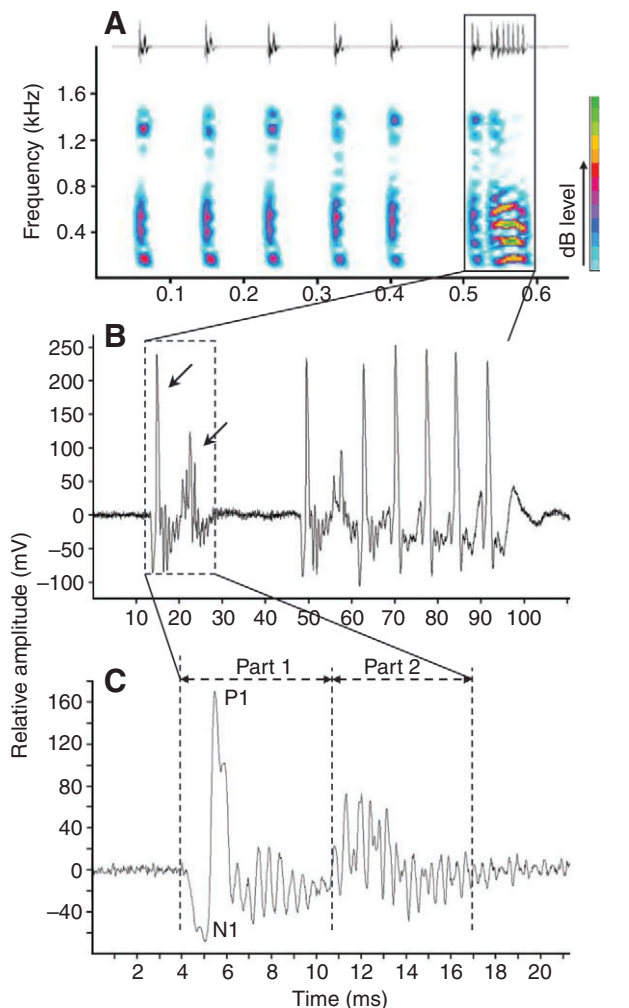 A
Frequency (kHz)
1.6
1.2
0.8
0.4
0.1 0.2 0.3 0.4 0.5 0.6
dB level
B
Relative amplitude (mV)
250
200
150
100
50
0
–50
–100
10 20 30 40 50 60 70 80 90 100
C
Part 1 Part 2
P1
N1
160
120
80
40
0
–40
2 4 6 8 10 12 14 16 18 20
Time (ms)